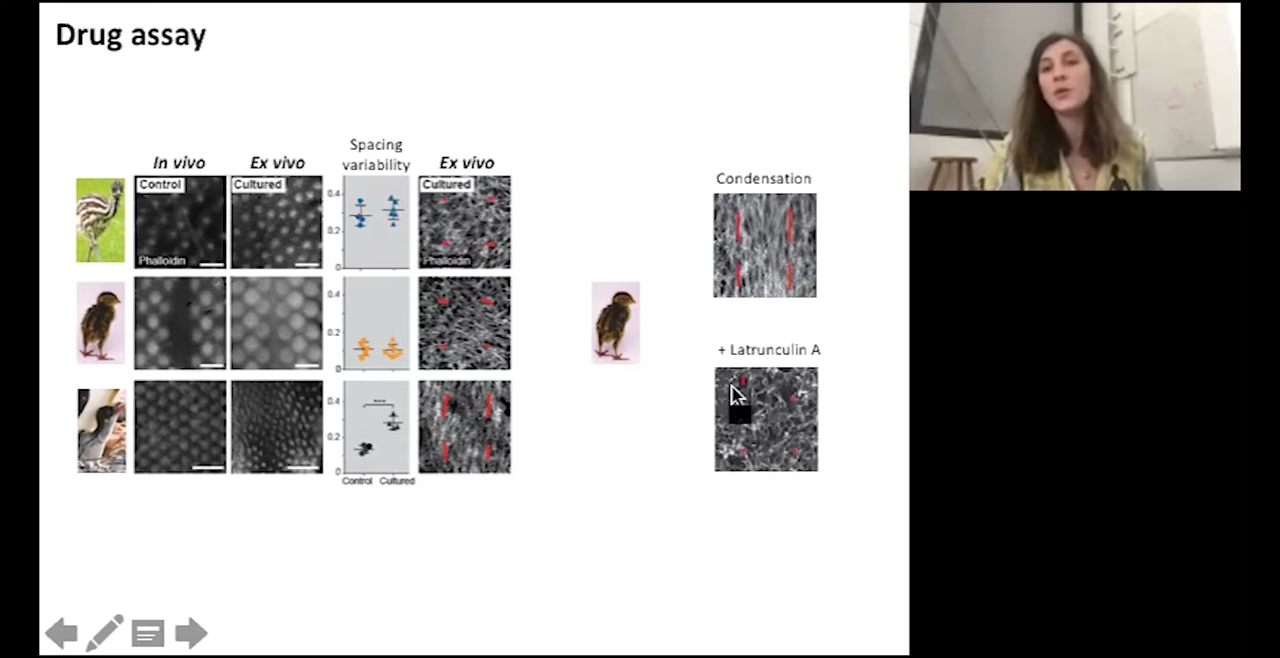 Drug assay
In vivo
Ex vivo
Spacing
variability
Ex vivo
Control
Cultured
Cultured
Phalloidin
Phalloidin
0.4
0.2
0
0.4
0.2
0
0.4
0.2
0
***
Control
Cultured
Condensation
+ Latrunculin A